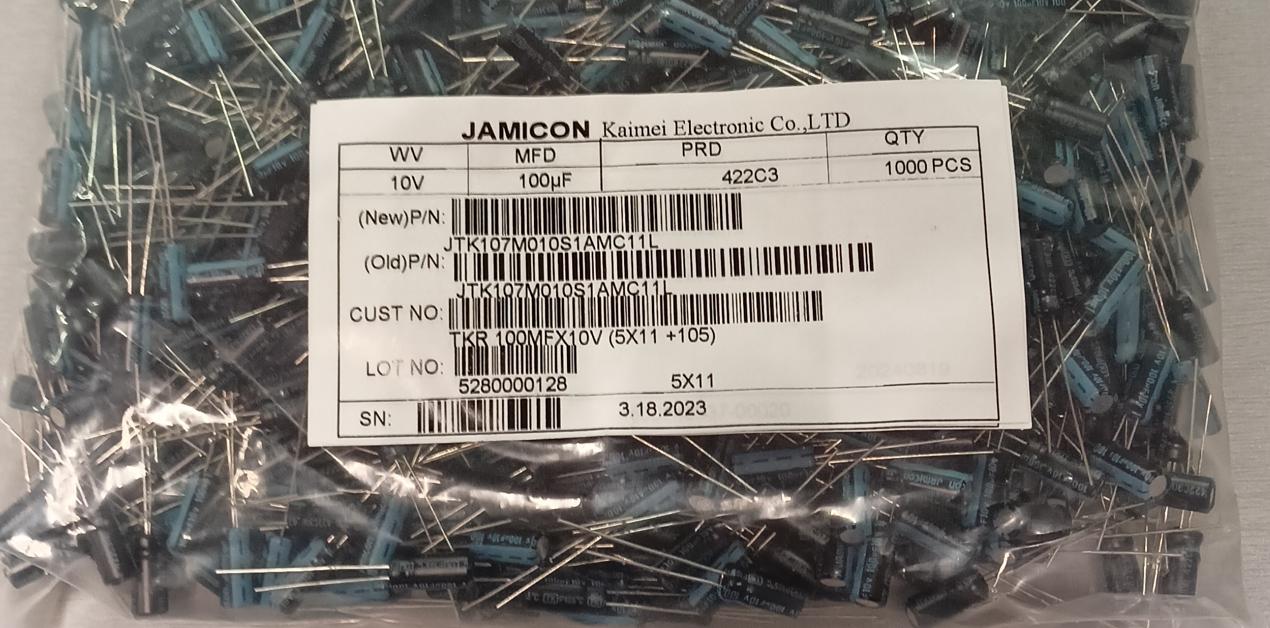 JAMICON Kaimei Electronic Co.,LTD
WV MFD PRD QTY
10V 100µF 422C3 1000 PCS
(New)P/N:
JTK107M010S1AMC11L
(Old)P/N:
JTK107M010S1AMC11L
CUST NO:
TKR 100MFX10V (5X11 +105)
LOT NO:
5280000128 5X11
SN: 3.18.2023